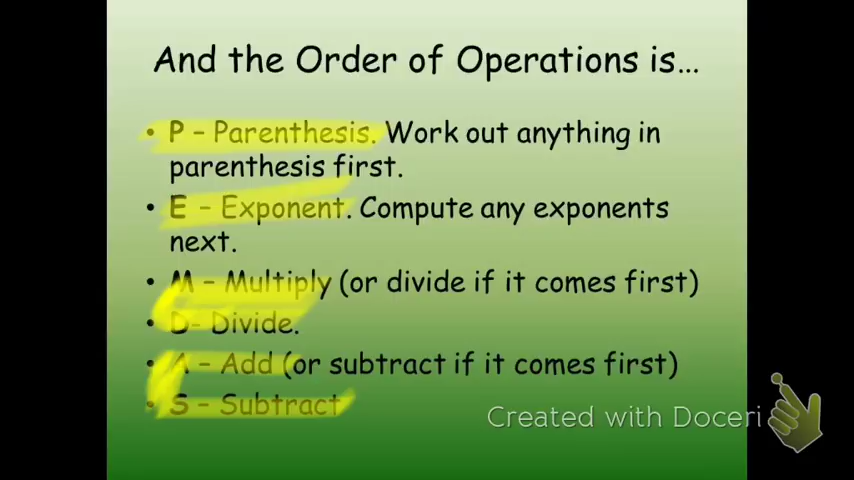 And the Order of Operations is…
• P – Parenthesis. Work out anything in
parenthesis first.
• E – Exponent. Compute any exponents
next.
• M – Multiply (or divide if it comes first)
• D- Divide.
• A – Add (or subtract if it comes first)
• S – Subtract
Created with Doceri